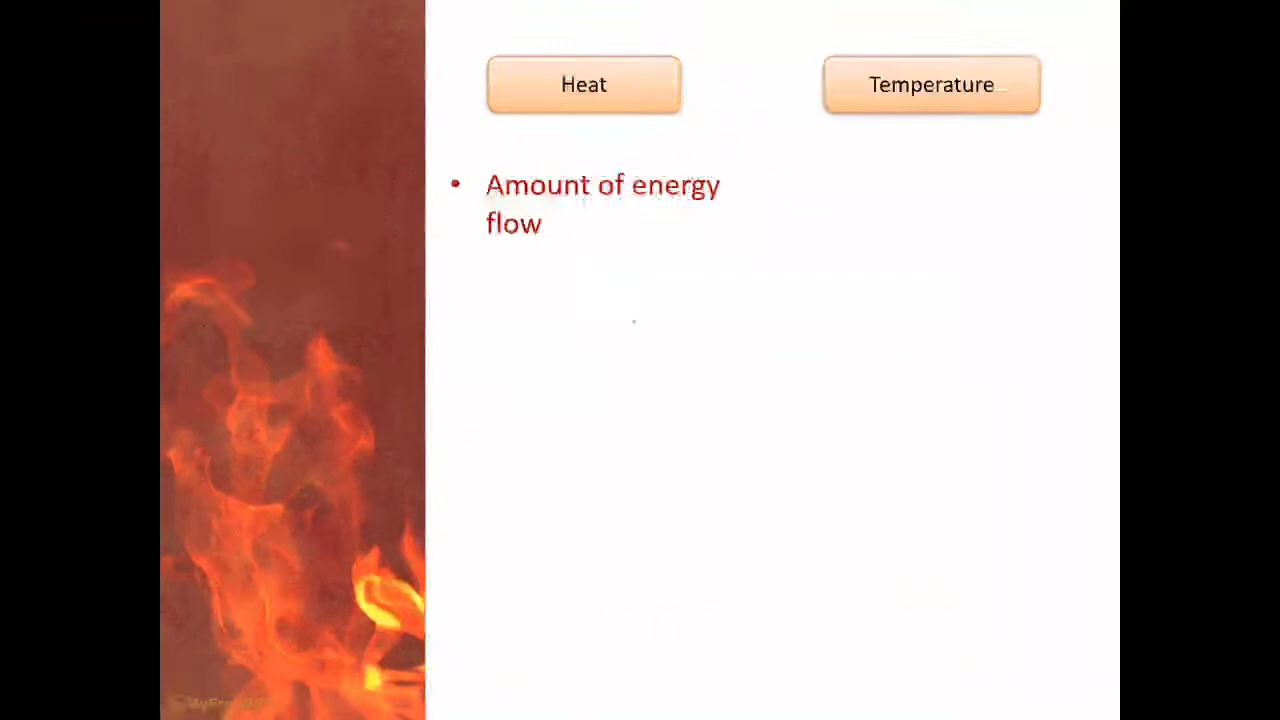 Heat
Temperature
• Amount of energy
flow